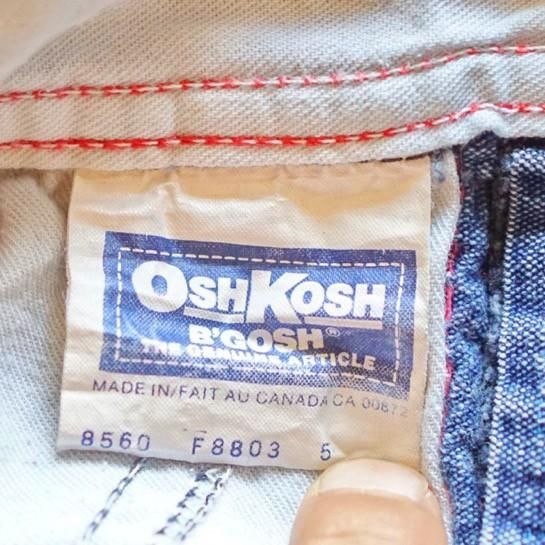 OSHKOSH
B'GOSH®
THE GENUINE ARTICLE
MADE IN/FAIT AU CANADA CA 00872
8560 F8803 5